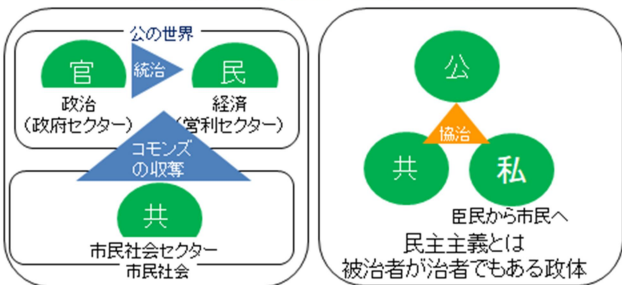 公の世界
官
統治
民
政治
(政府セクター)
経済
(営利セクター)
コモンズ
の収奪
共
市民社会セクター
市民社会
公
協治
共
私
臣民から市民へ
民主主義とは
被治者が治者でもある政体